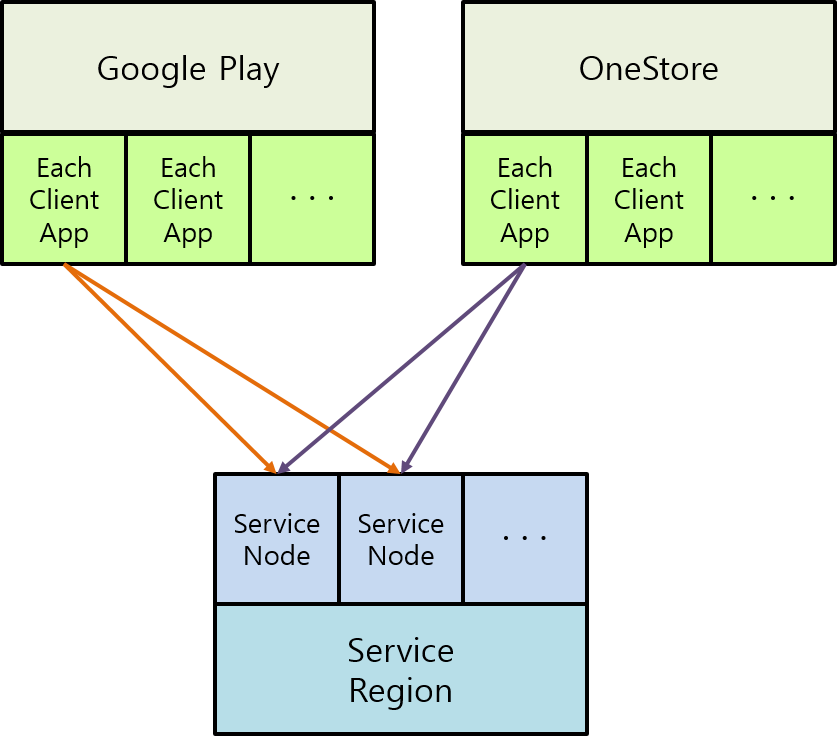 Google Play
OneStore
Each
Client
App
Each
Client
App
. . .
Each
Client
App
Each
Client
App
. . .
Service
Node
Service
Node
. . .
Service
Region